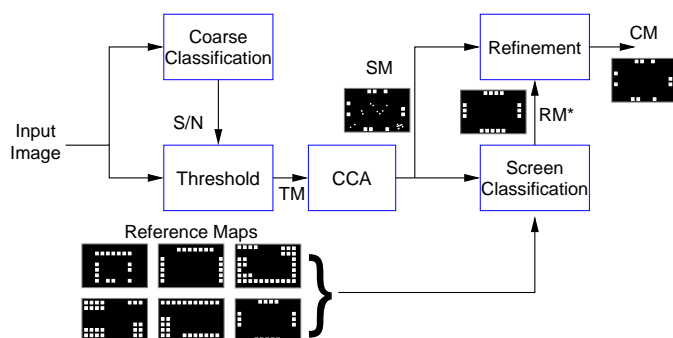 Coarse
Classification
Refinement
CM
SM
S/N
RM*
Input
Image
Threshold
TM
CCA
Screen
Classification
Reference Maps